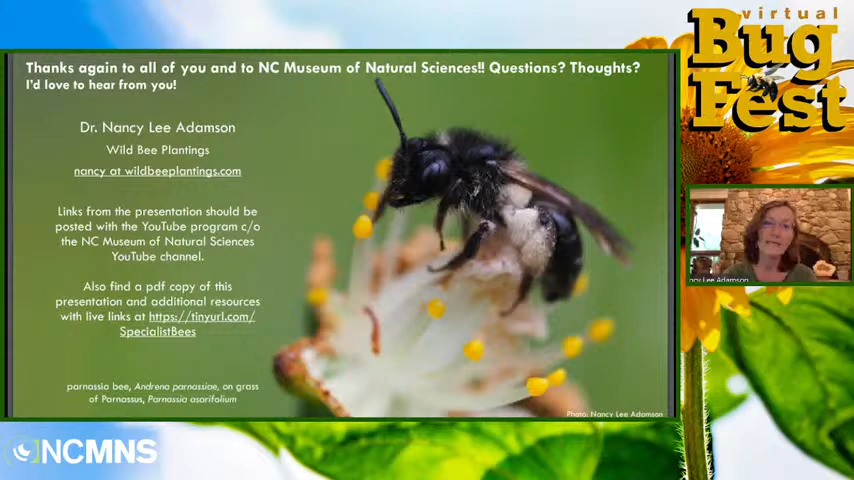 virtual
Bug
Fest
Thanks again to all of you and to NC Museum of Natural Sciences!! Questions? Thoughts?
I'd love to hear from you!
Dr. Nancy Lee Adamson
Wild Bee Plantings
nancy at wildbeeplantings.com
Links from the presentation should be
posted with the YouTube program c/o
the NC Museum of Natural Sciences
YouTube channel.
Also find a pdf copy of this
presentation and additional resources
with live links at https://tinyurl.com/
SpecialistBees
parnassia bee, Andrena parnassiae, on grass
of Parnassus, Parnassia asarifolium
Photo: Nancy Lee Adamson
ncy Lee Adamson
NCMNS